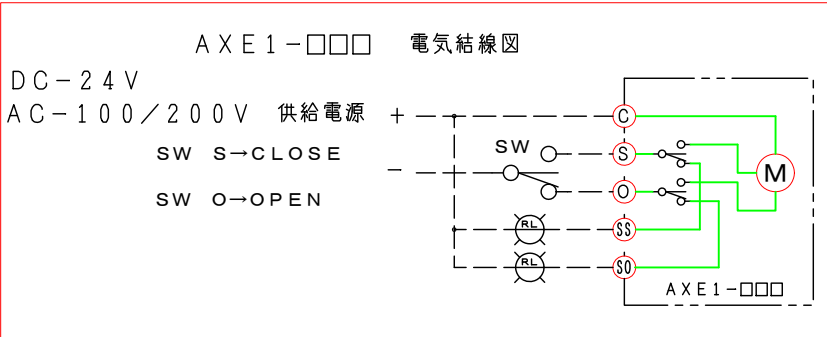 AXE1-□□□ 電気結線図
DC-24V
AC-100/200V 供給電源 + C
SW S→CLOSE SW S
- M
SW O→OPEN O
RL SS
RL SO
AXE1-□□□